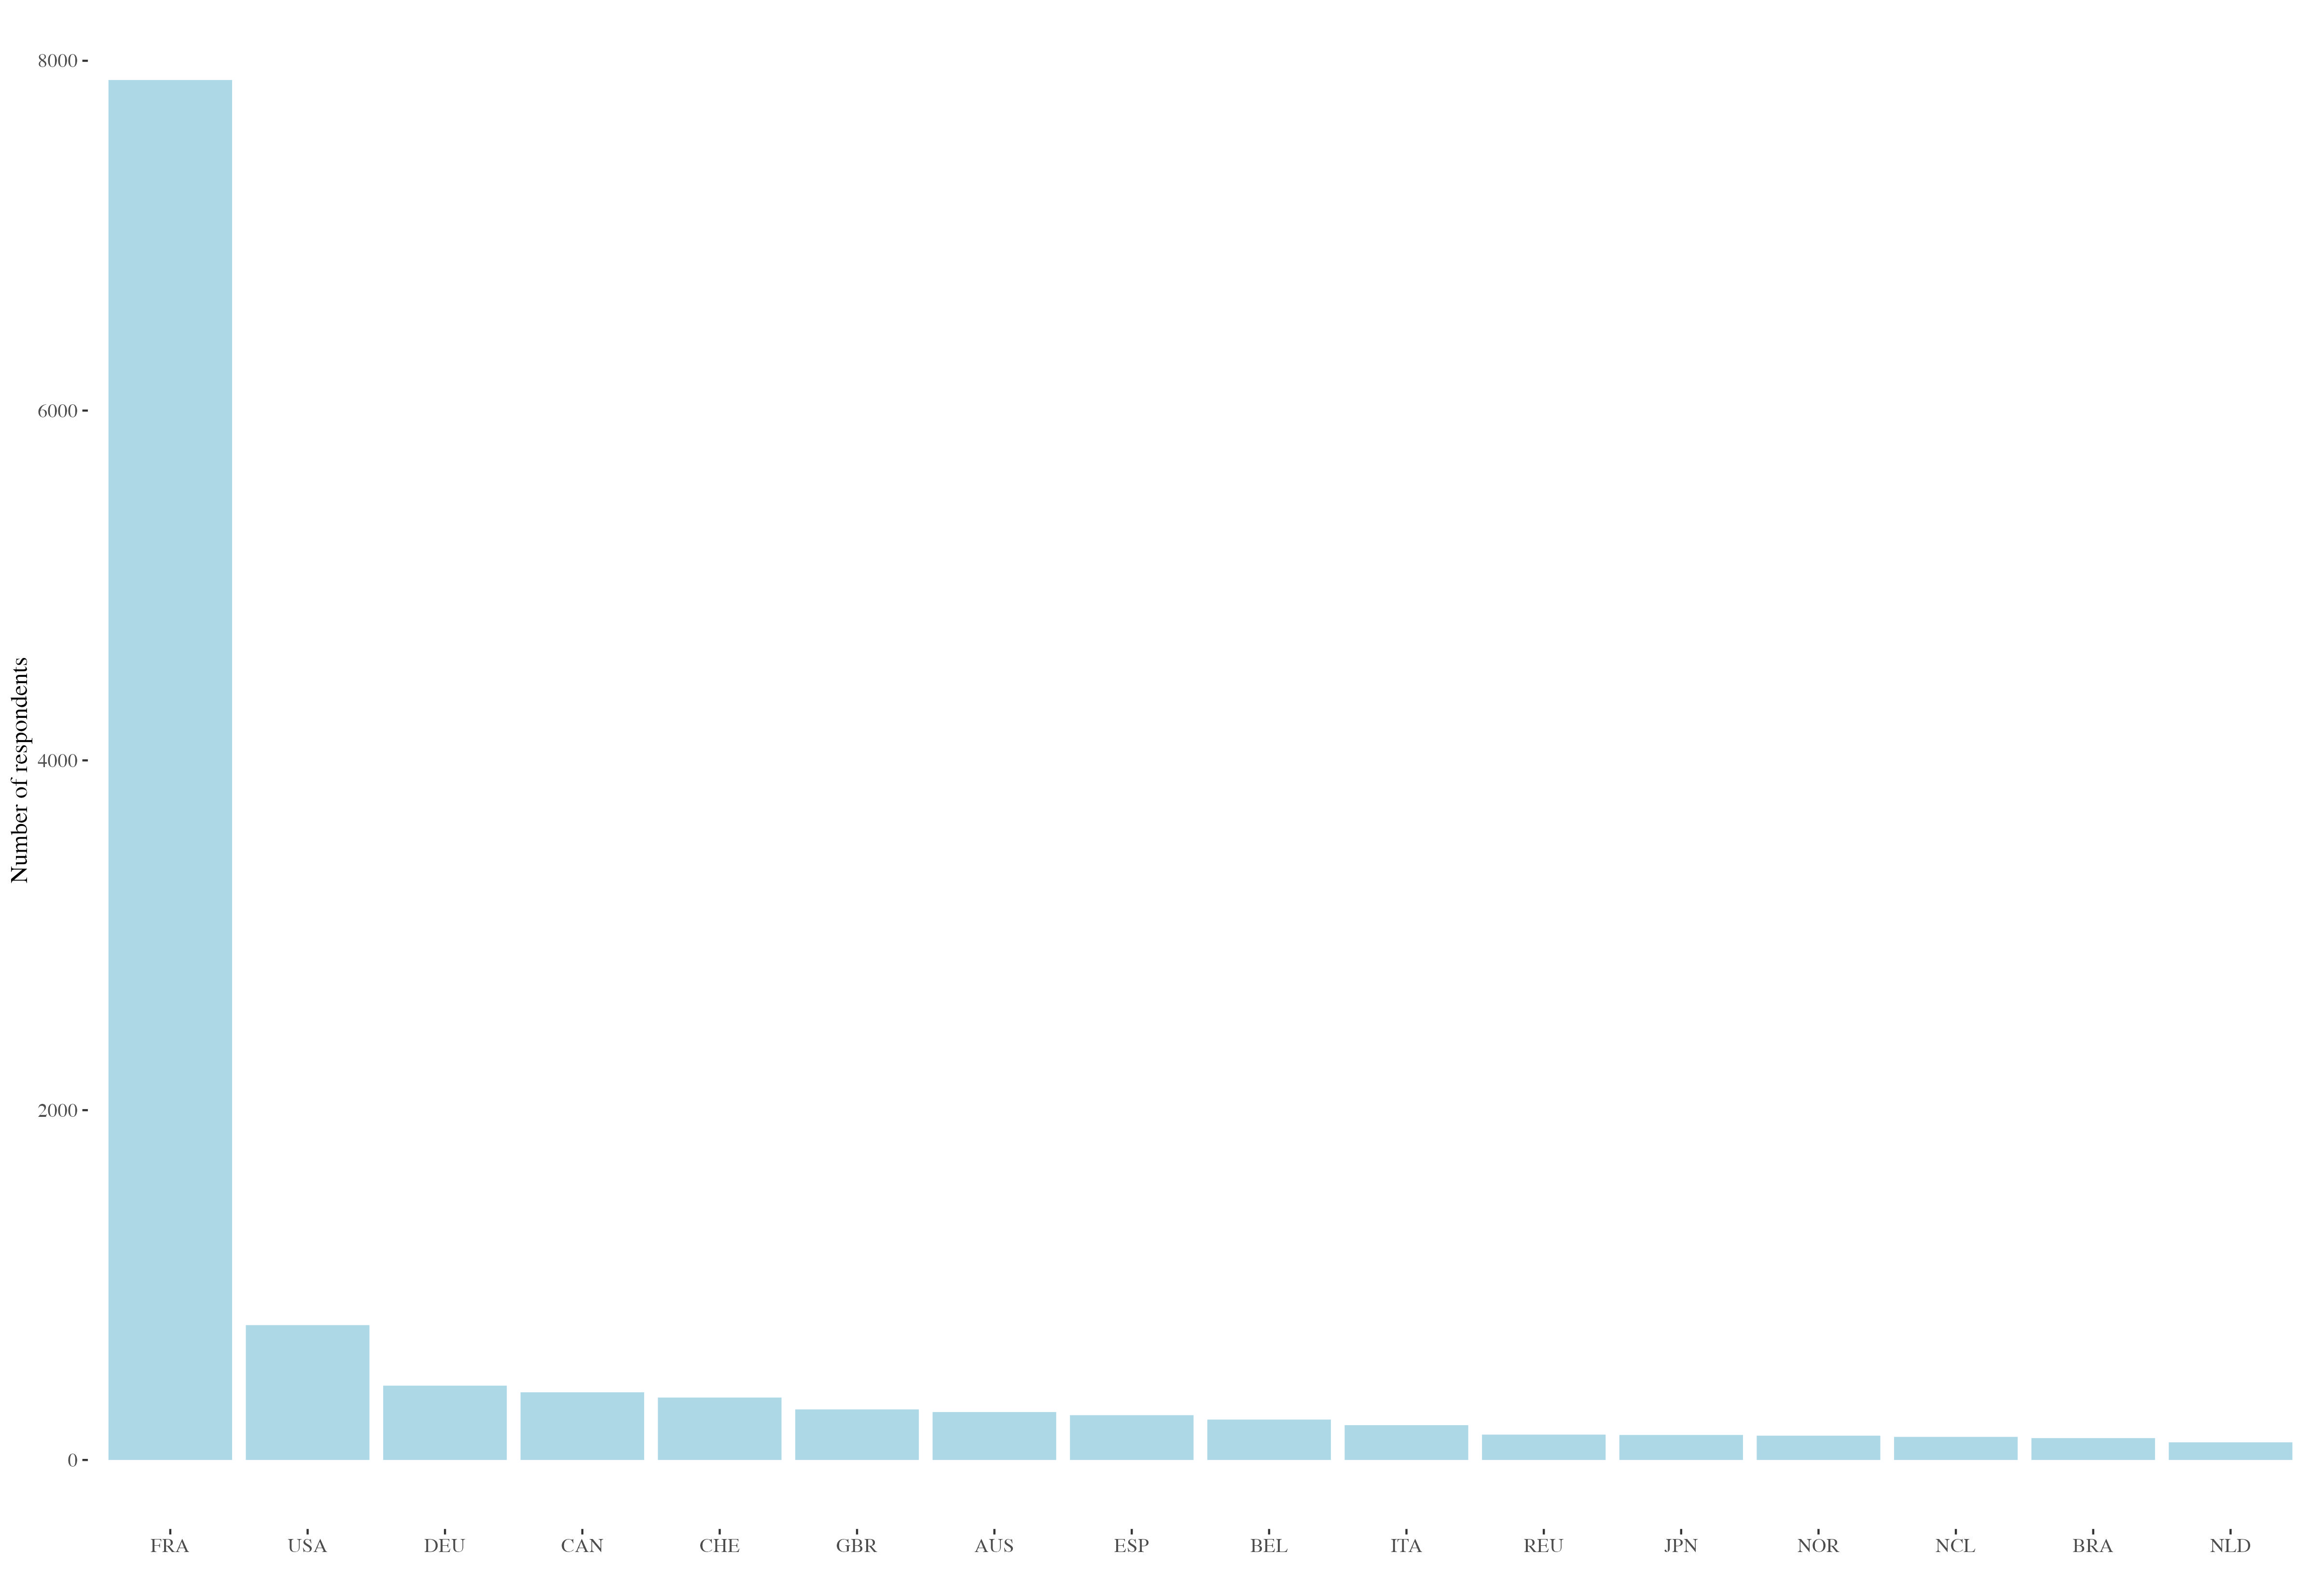 Number of respondents
8000
6000
4000
2000
0
FRA USA DEU CAN CHE GBR AUS ESP BEL ITA REU JPN NOR NCL BRA NLD